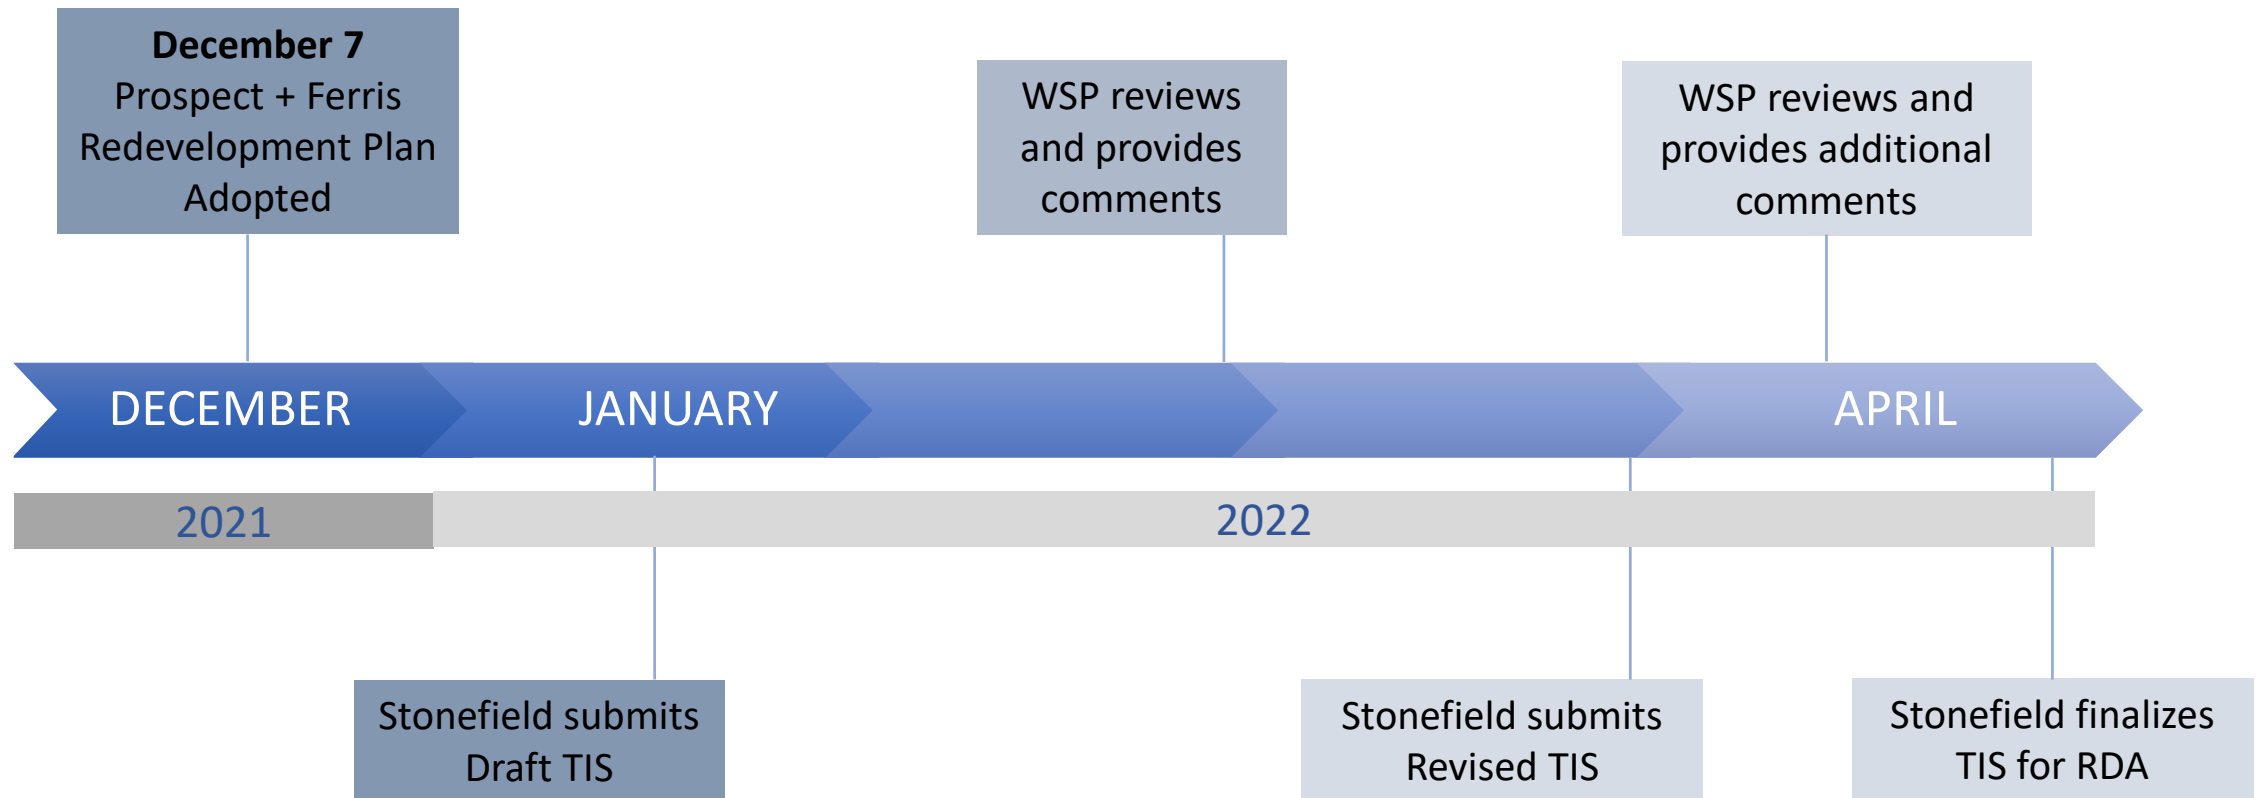 December 7
Prospect + Ferris
Redevelopment Plan
Adopted
WSP reviews
and provides
comments
WSP reviews and
provides additional
comments
DECEMBER
JANUARY
APRIL
2021
2022
Stonefield submits
Draft TIS
Stonefield submits
Revised TIS
Stonefield finalizes
TIS for RDA